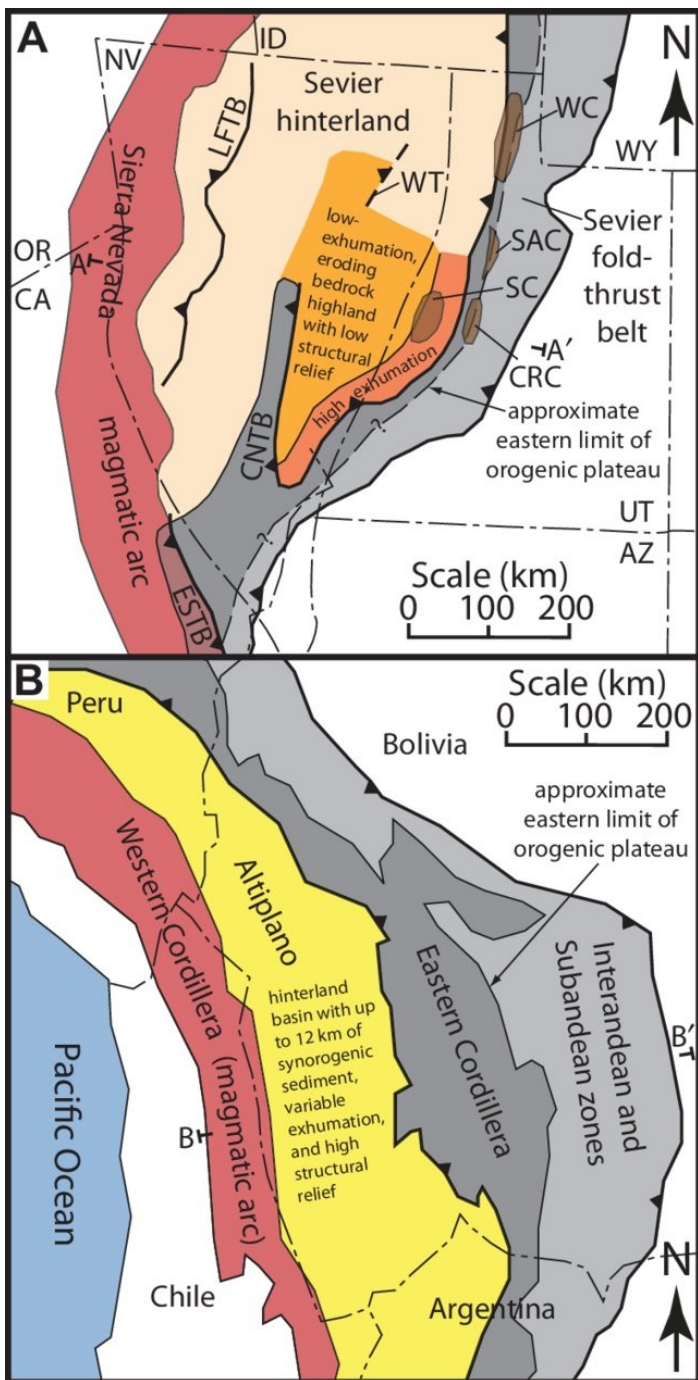 A
NV
ID
N
Sevier
hinterland
LFTB
WC
WT
WY
Sierra Nevada
magmatic arc
low-
exhumation,
eroding
bedrock
highland
with low
structural
relief
Sevier
fold-
thrust
belt
SAC
SC
OR
CA
A
A′
CRC
high exhumation
CNTB
?
approximate
eastern limit of
orogenic plateau
?
UT
AZ
ESTB
Scale (km)
0 100 200
B
Peru
Scale (km)
0 100 200
Bolivia
approximate
eastern limit of
orogenic plateau
Western Cordillera (magmatic arc)
Altiplano
hinterland
basin with up
to 12 km of
synorogenic
sediment,
variable
exhumation,
and high
structural
relief
Eastern Cordillera
Interandean and
Subandean zones
B′
Pacific Ocean
B
N
Chile
Argentina